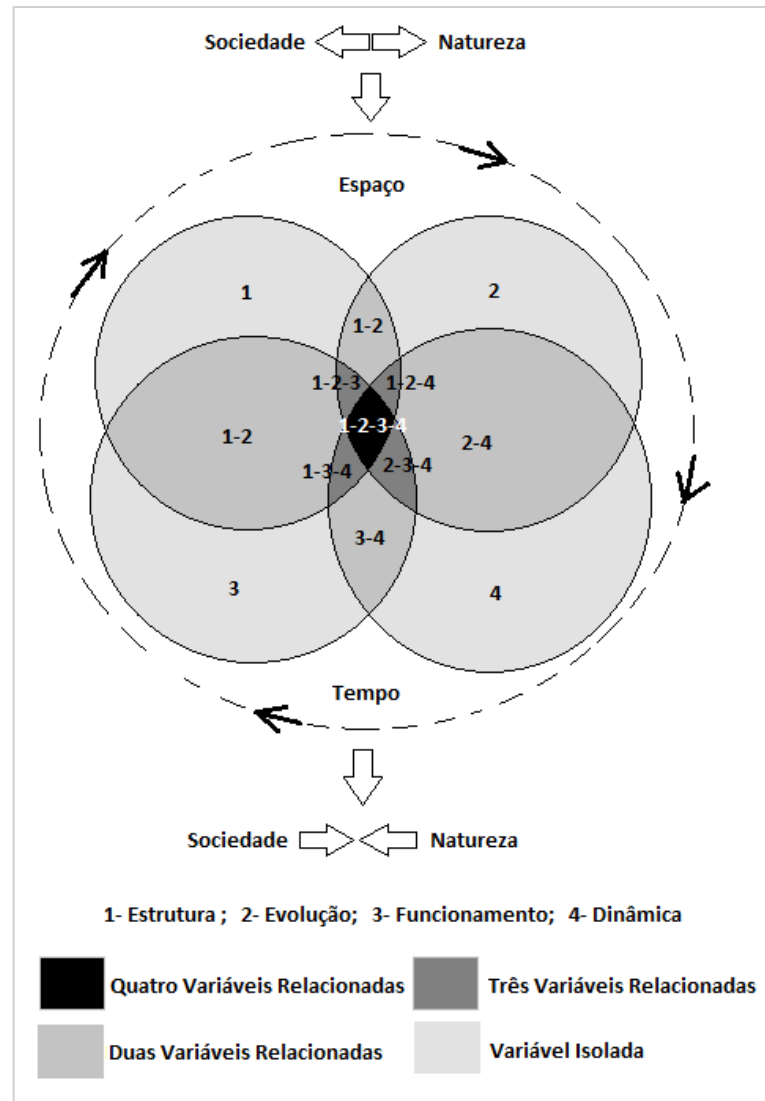 Sociedade Natureza
Espaço
1 2
1-2
1-2-3 1-2-4
1-2-3-4
1-2 2-4
1-3-4 2-3-4
3-4
3 4
Tempo
Sociedade Natureza
1- Estrutura ; 2- Evolução; 3- Funcionamento; 4- Dinâmica
Quatro Variáveis Relacionadas Três Variáveis Relacionadas
Duas Variáveis Relacionadas Variável Isolada